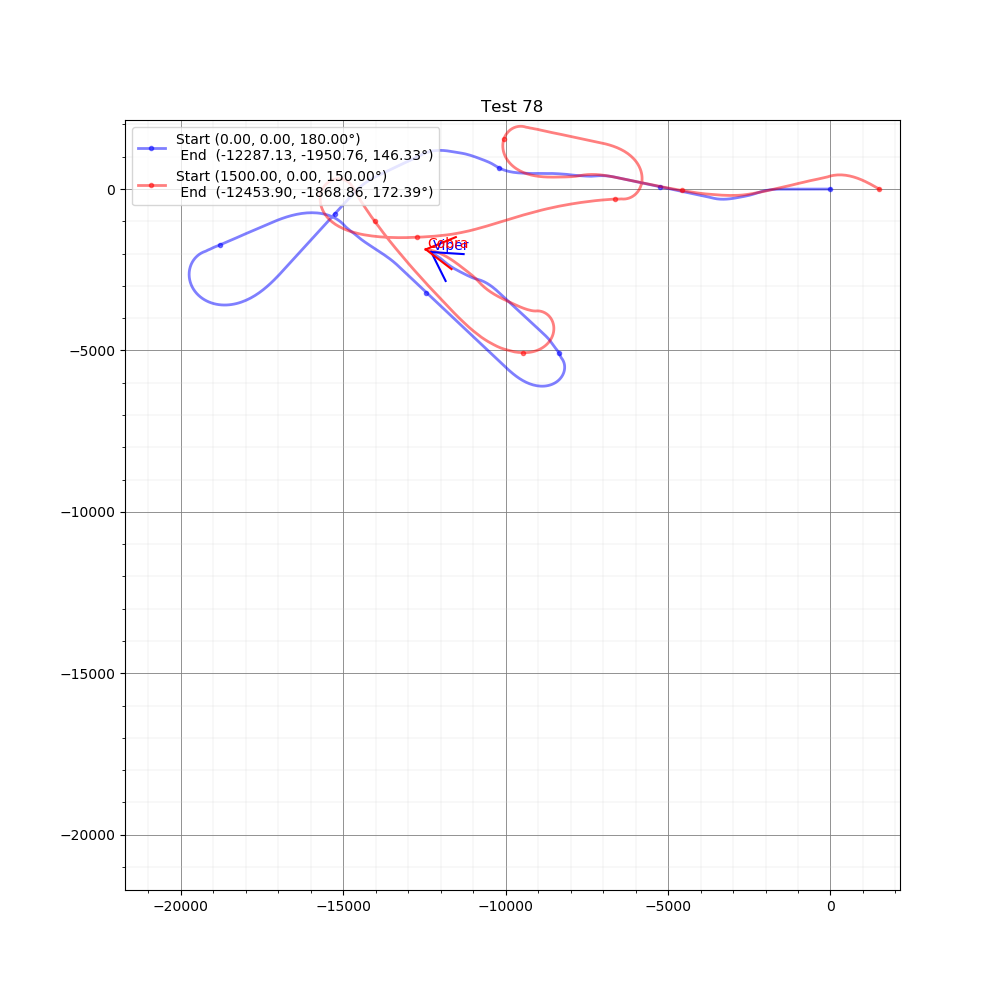 Test 78
Start (0.00, 0.00, 180.00°)
End  (-12287.13, -1950.76, 146.33°)
Start (1500.00, 0.00, 150.00°)
End  (-12453.90, -1868.86, 172.39°)
0
−5000
−10000
−15000
−20000
Viper
−20000 −15000 −10000 −5000 0